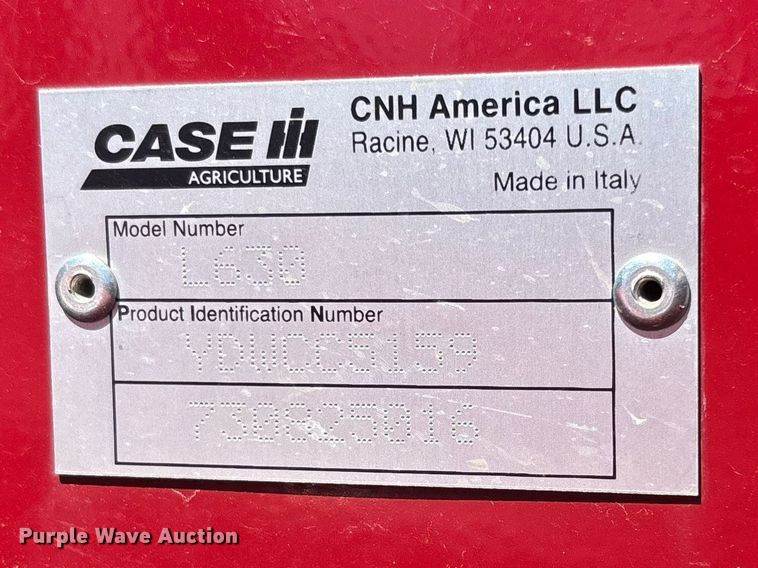 CASE IH
AGRICULTURE
CNH America LLC
Racine, WI 53404 U.S.A.
Made in Italy
Model Number
L630
Product Identification Number
YDWCC5159
730825016
Purple Wave Auction®